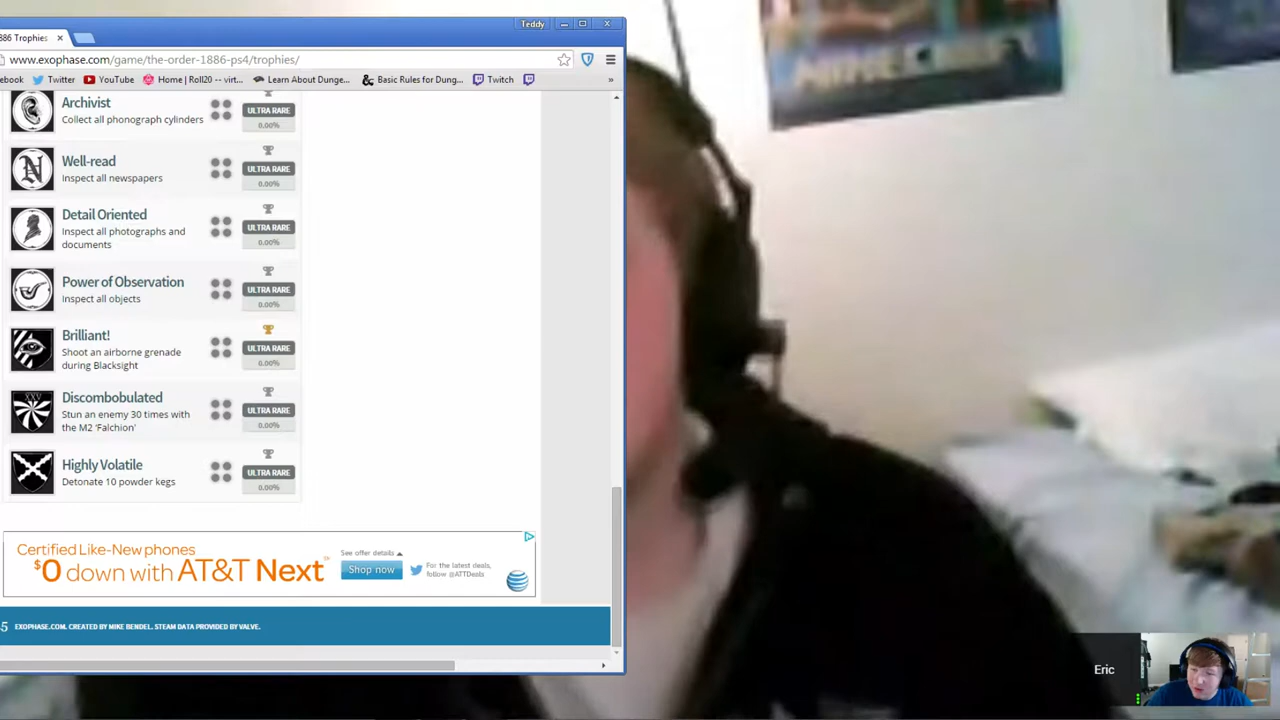 Teddy
886 Trophies
www.exophase.com/game/the-order-1886-ps4/trophies/
ebook Twitter YouTube Home | Roll20 -- virt... Learn About Dunge... Basic Rules for Dung... Twitch »
Archivist
Collect all phonograph cylinders
ULTRA RARE
0.00%
Well-read
Inspect all newspapers
ULTRA RARE
0.00%
Detail Oriented
Inspect all photographs and
documents
ULTRA RARE
0.00%
Power of Observation
Inspect all objects
ULTRA RARE
0.00%
Brilliant!
Shoot an airborne grenade
during Blacksight
ULTRA RARE
0.00%
XXV
Discombobulated
Stun an enemy 30 times with
the M2 'Falchion'
ULTRA RARE
0.00%
Highly Volatile
Detonate 10 powder kegs
ULTRA RARE
0.00%
Certified Like-New phones
$0 down with AT&T Next
See offer details
Shop now
For the latest deals,
follow @ATTDeals
5 EXOPHASE.COM. CREATED BY MIKE BENDEL. STEAM DATA PROVIDED BY VALVE.
MINECRAFT
Eric